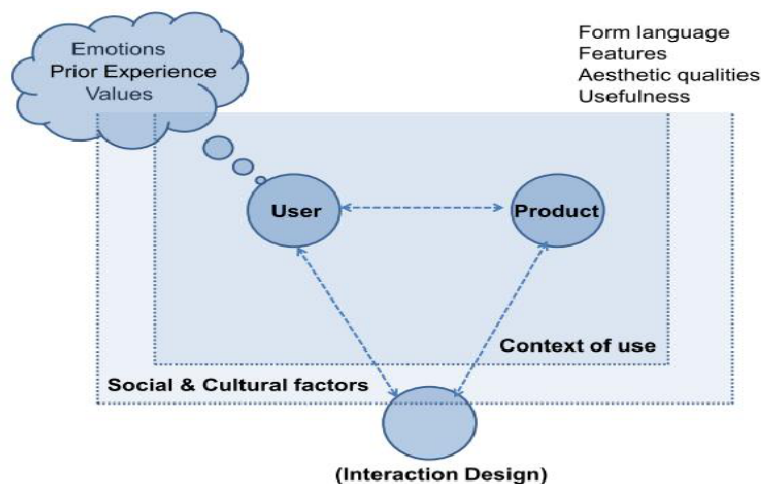 Emotions
Prior Experience
Values
Form language
Features
Aesthetic qualities
Usefulness
User
Product
Context of use
Social & Cultural factors
(Interaction Design)